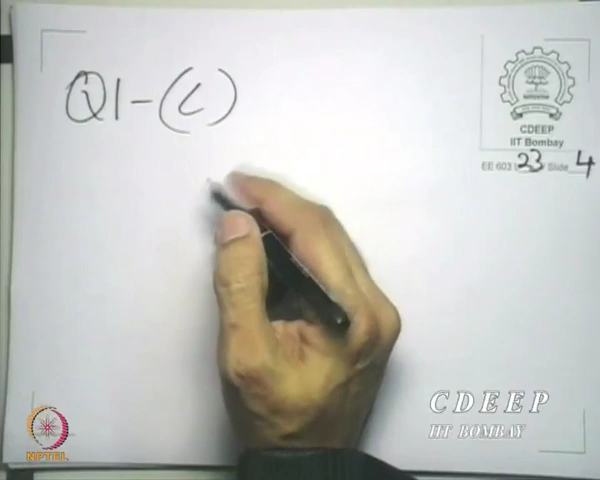 Q1-(C)
CDEEP
IIT Bombay
EE 603 L 23 / Slide 4
CDEEP
IIT BOMBAY
NPTEL